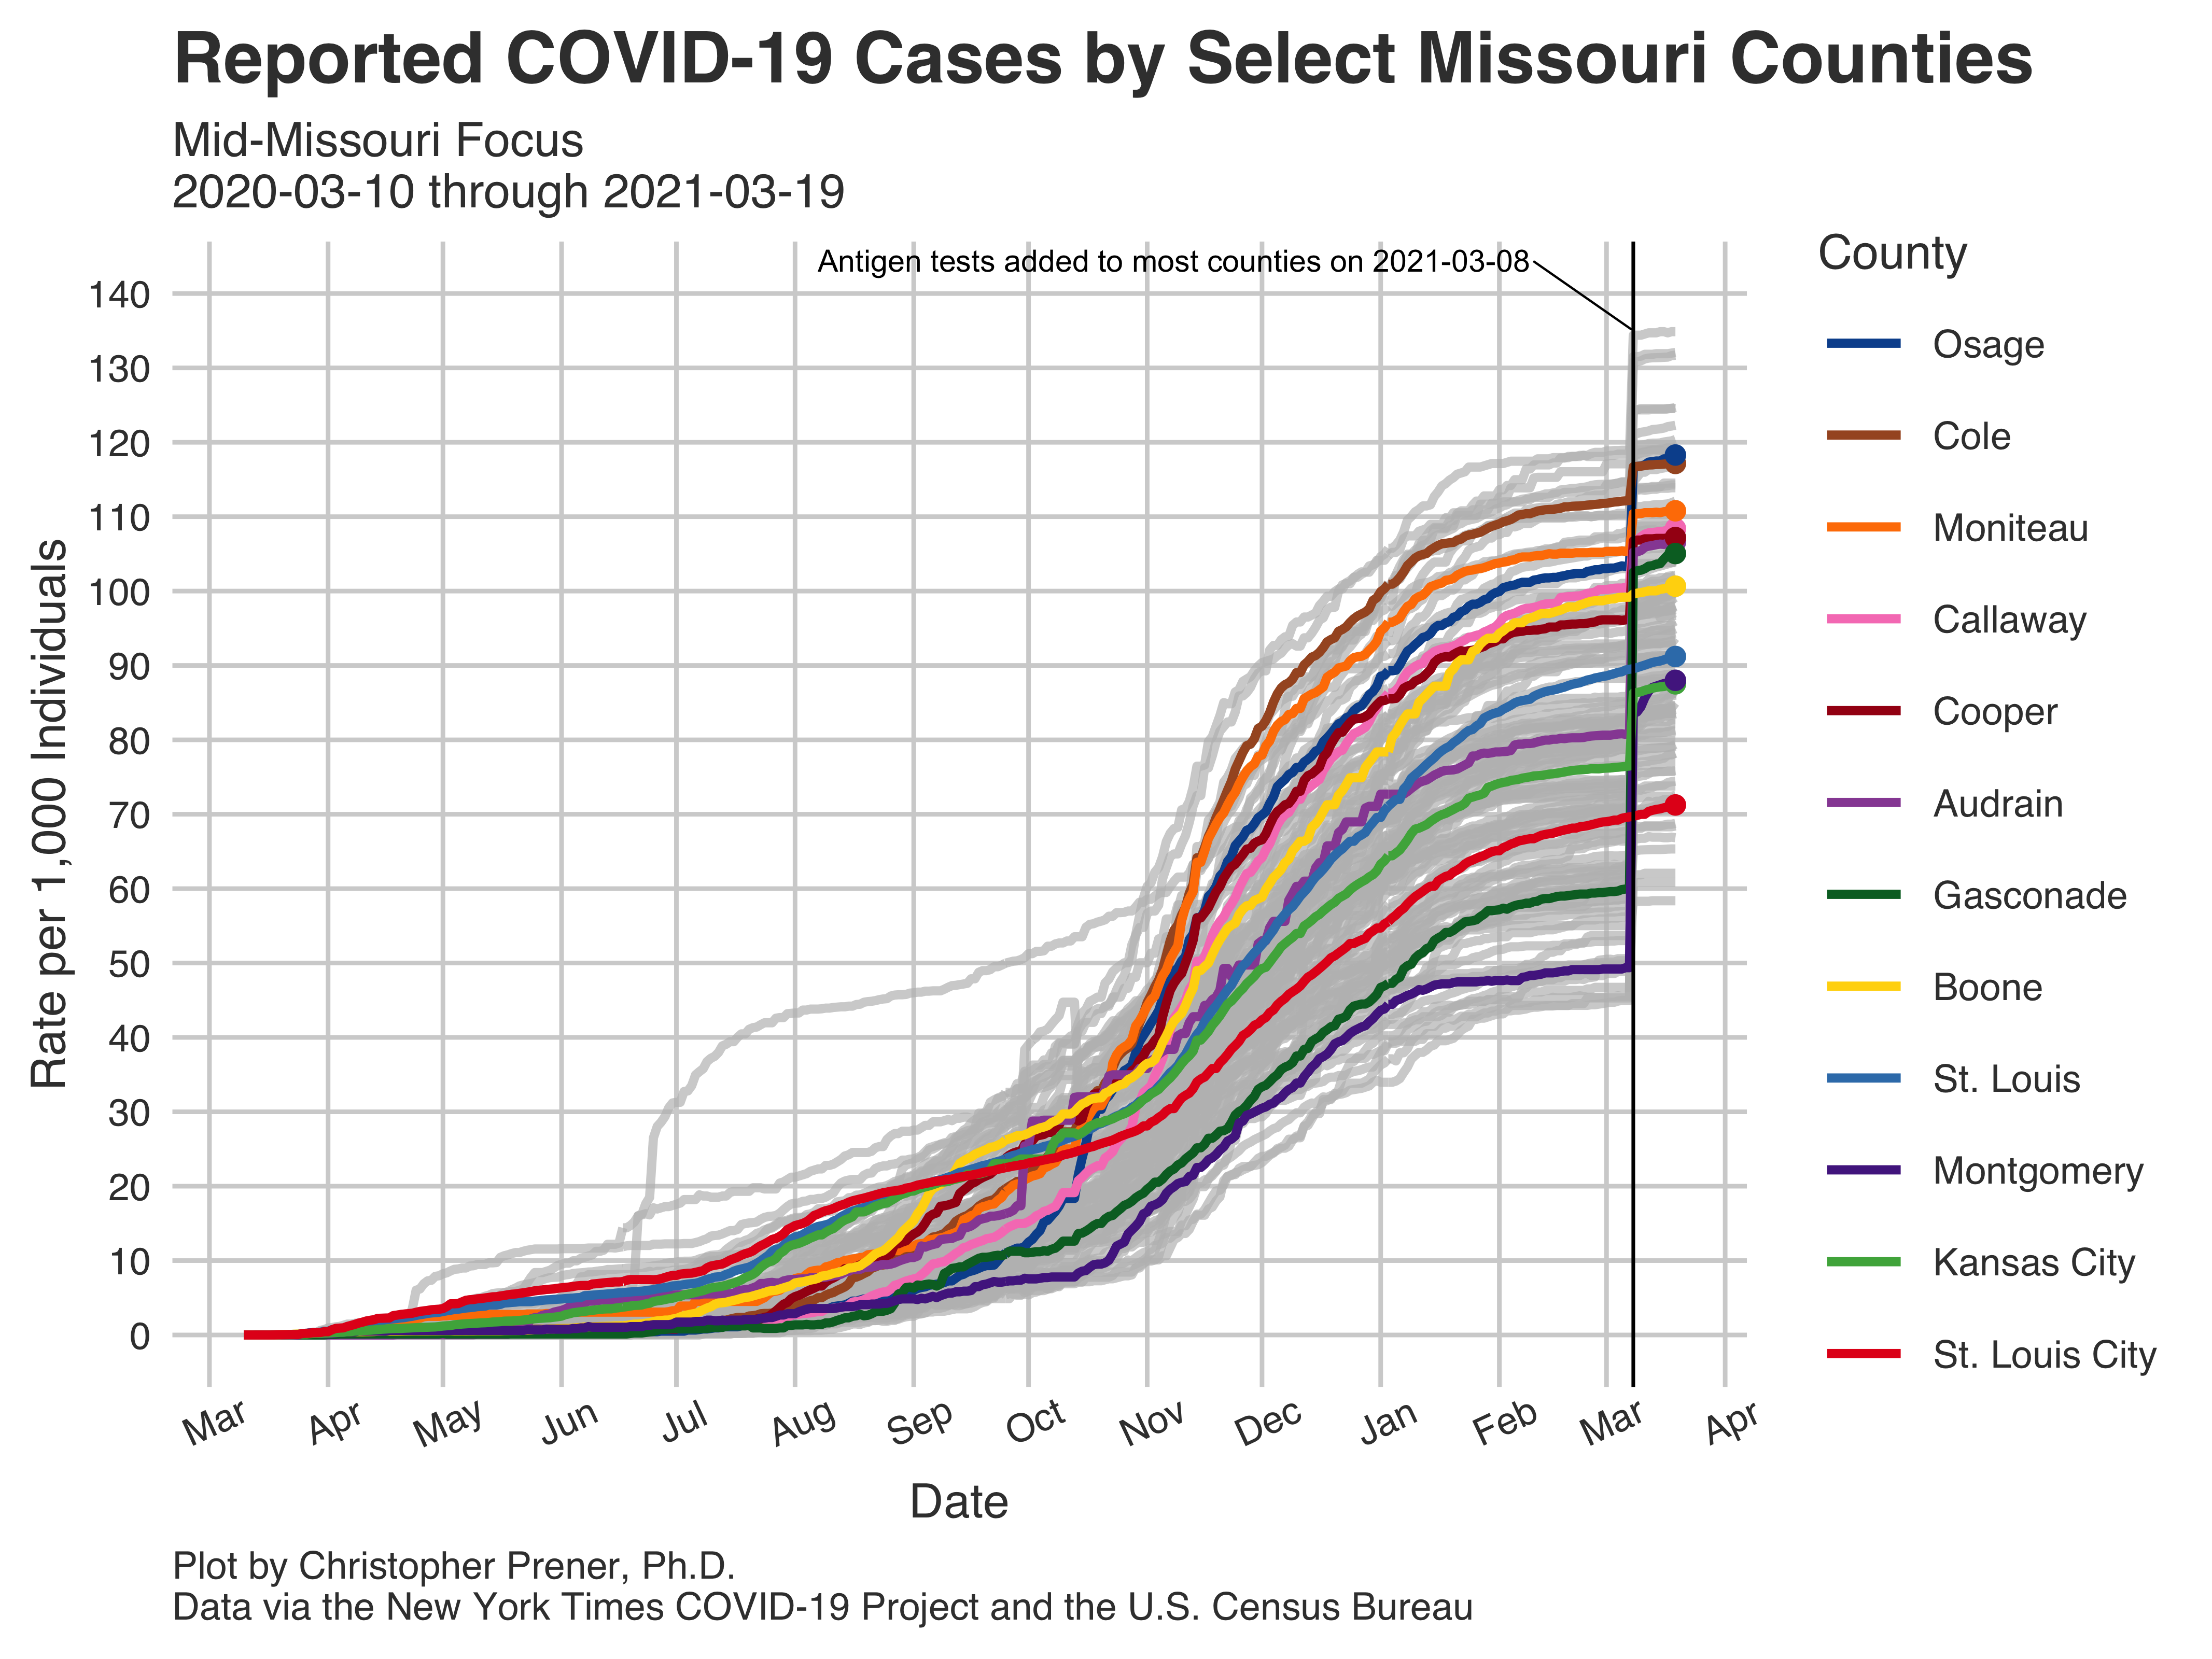 Reported COVID-19 Cases by Select Missouri Counties
Mid-Missouri Focus
2020-03-10 through 2021-03-19
Antigen tests added to most counties on 2021-03-08
Rate per 1,000 Individuals
140
130
120
110
100
90
80
70
60
50
40
30
20
10
0
Mar Apr May Jun Jul Aug Sep Oct Nov Dec Jan Feb Mar Apr
Date
County
Osage
Cole
Moniteau
Callaway
Cooper
Audrain
Gasconade
Boone
St. Louis
Montgomery
Kansas City
St. Louis City
Plot by Christopher Prener, Ph.D.
Data via the New York Times COVID-19 Project and the U.S. Census Bureau